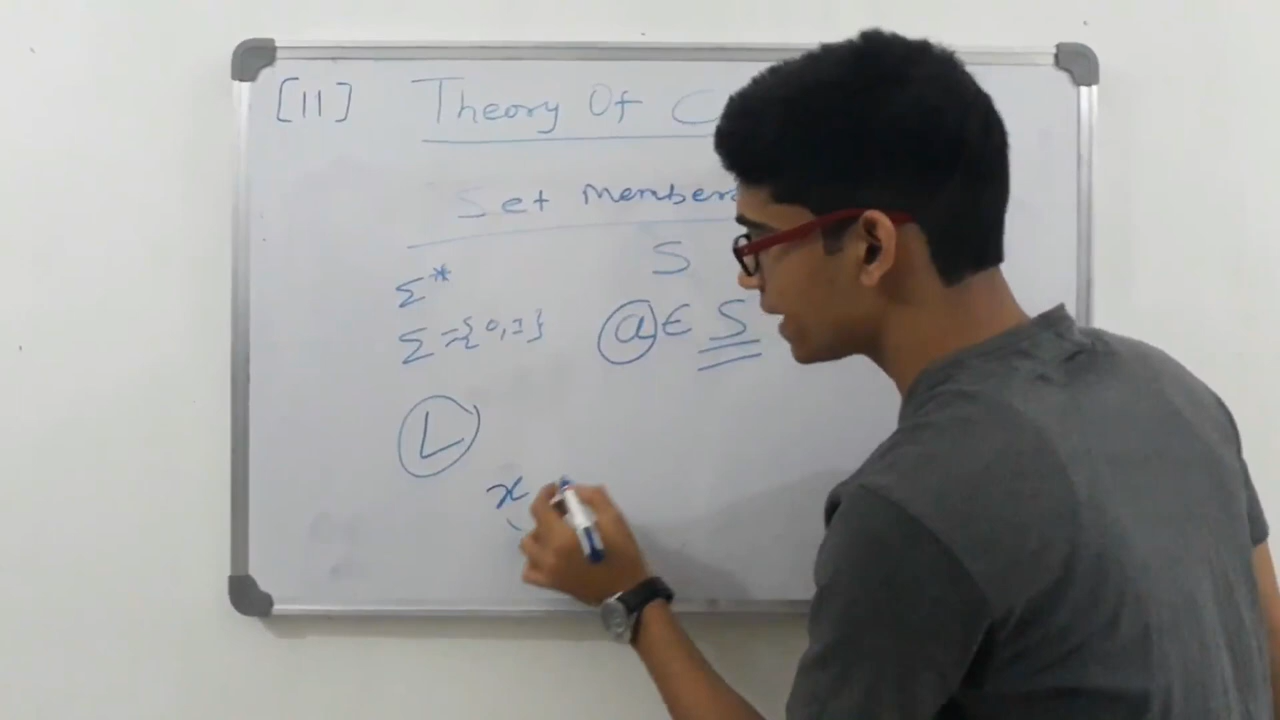 [11] Theory Of
Set
S
Σ*
Σ = {0,1}
a ∈ S
L
x